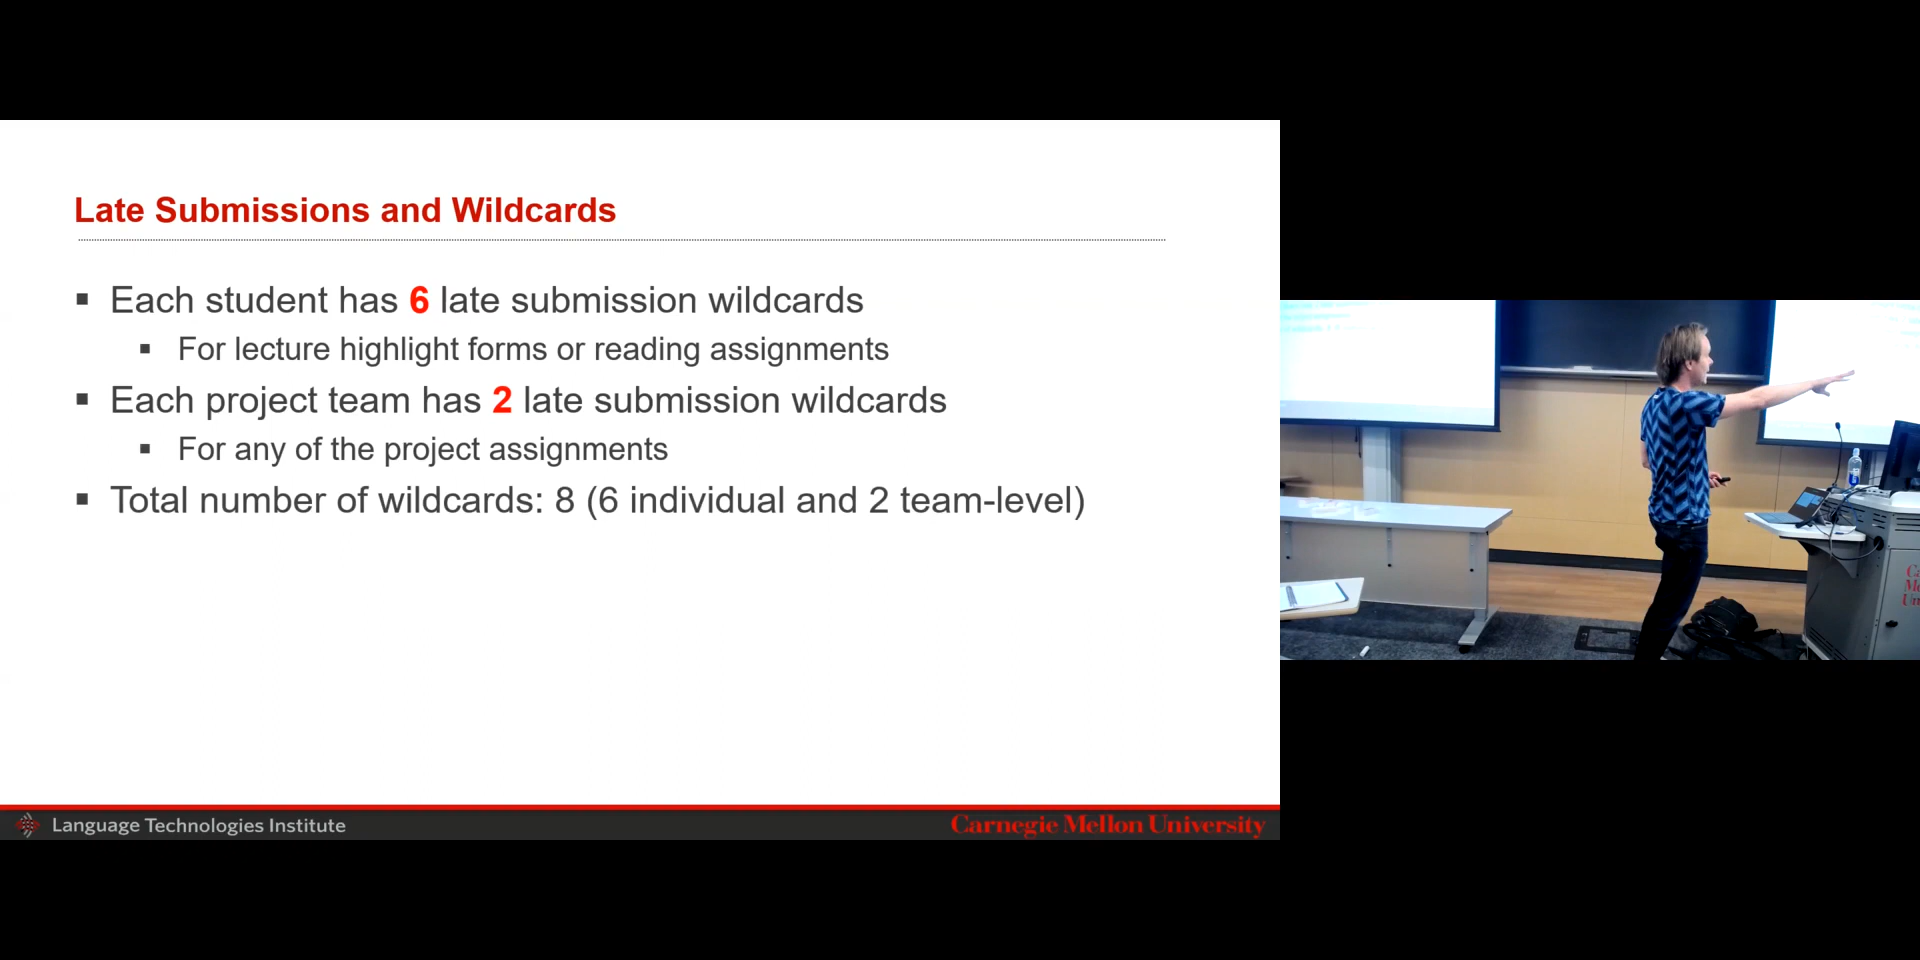 Late Submissions and Wildcards
▪ Each student has 6 late submission wildcards
▪ For lecture highlight forms or reading assignments
▪ Each project team has 2 late submission wildcards
▪ For any of the project assignments
▪ Total number of wildcards: 8 (6 individual and 2 team-level)
Language Technologies Institute
Carnegie Mellon University